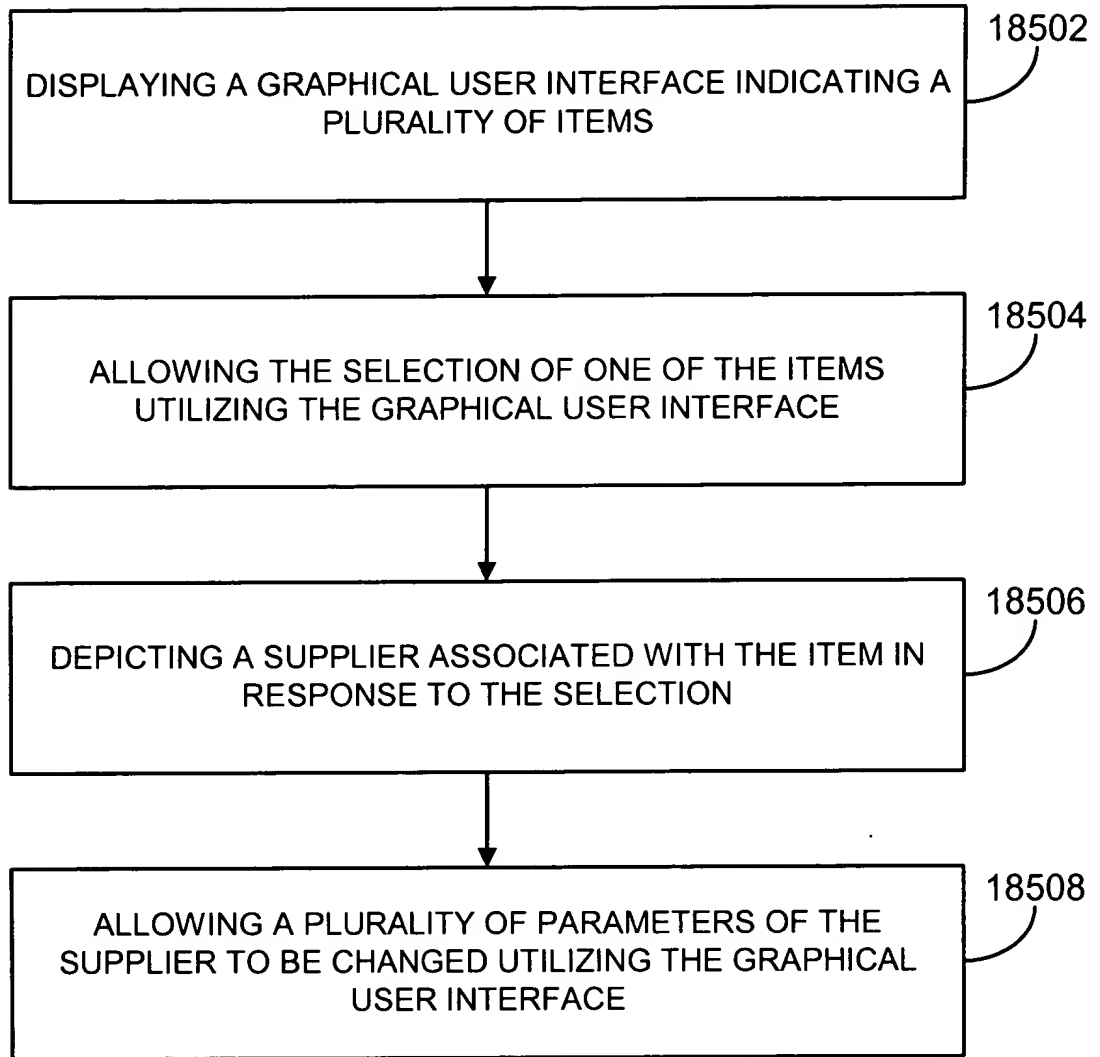 18502
DISPLAYING A GRAPHICAL USER INTERFACE INDICATING A
PLURALITY OF ITEMS
18504
ALLOWING THE SELECTION OF ONE OF THE ITEMS
UTILIZING THE GRAPHICAL USER INTERFACE
18506
DEPICTING A SUPPLIER ASSOCIATED WITH THE ITEM IN
RESPONSE TO THE SELECTION
18508
ALLOWING A PLURALITY OF PARAMETERS OF THE
SUPPLIER TO BE CHANGED UTILIZING THE GRAPHICAL
USER INTERFACE